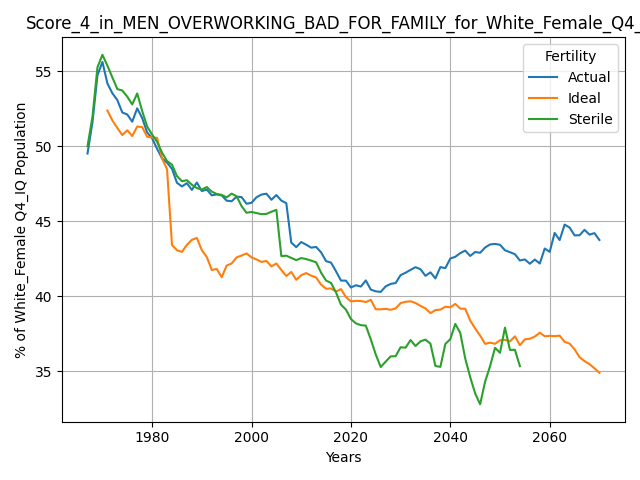 Score_4_in_MEN_OVERWORKING_BAD_FOR_FAMILY_for_White_Female_Q4_
Fertility
Actual
Ideal
Sterile
% of White_Female Q4_IQ Population
55
50
45
40
35
1980
2000
2020
2040
2060
Years